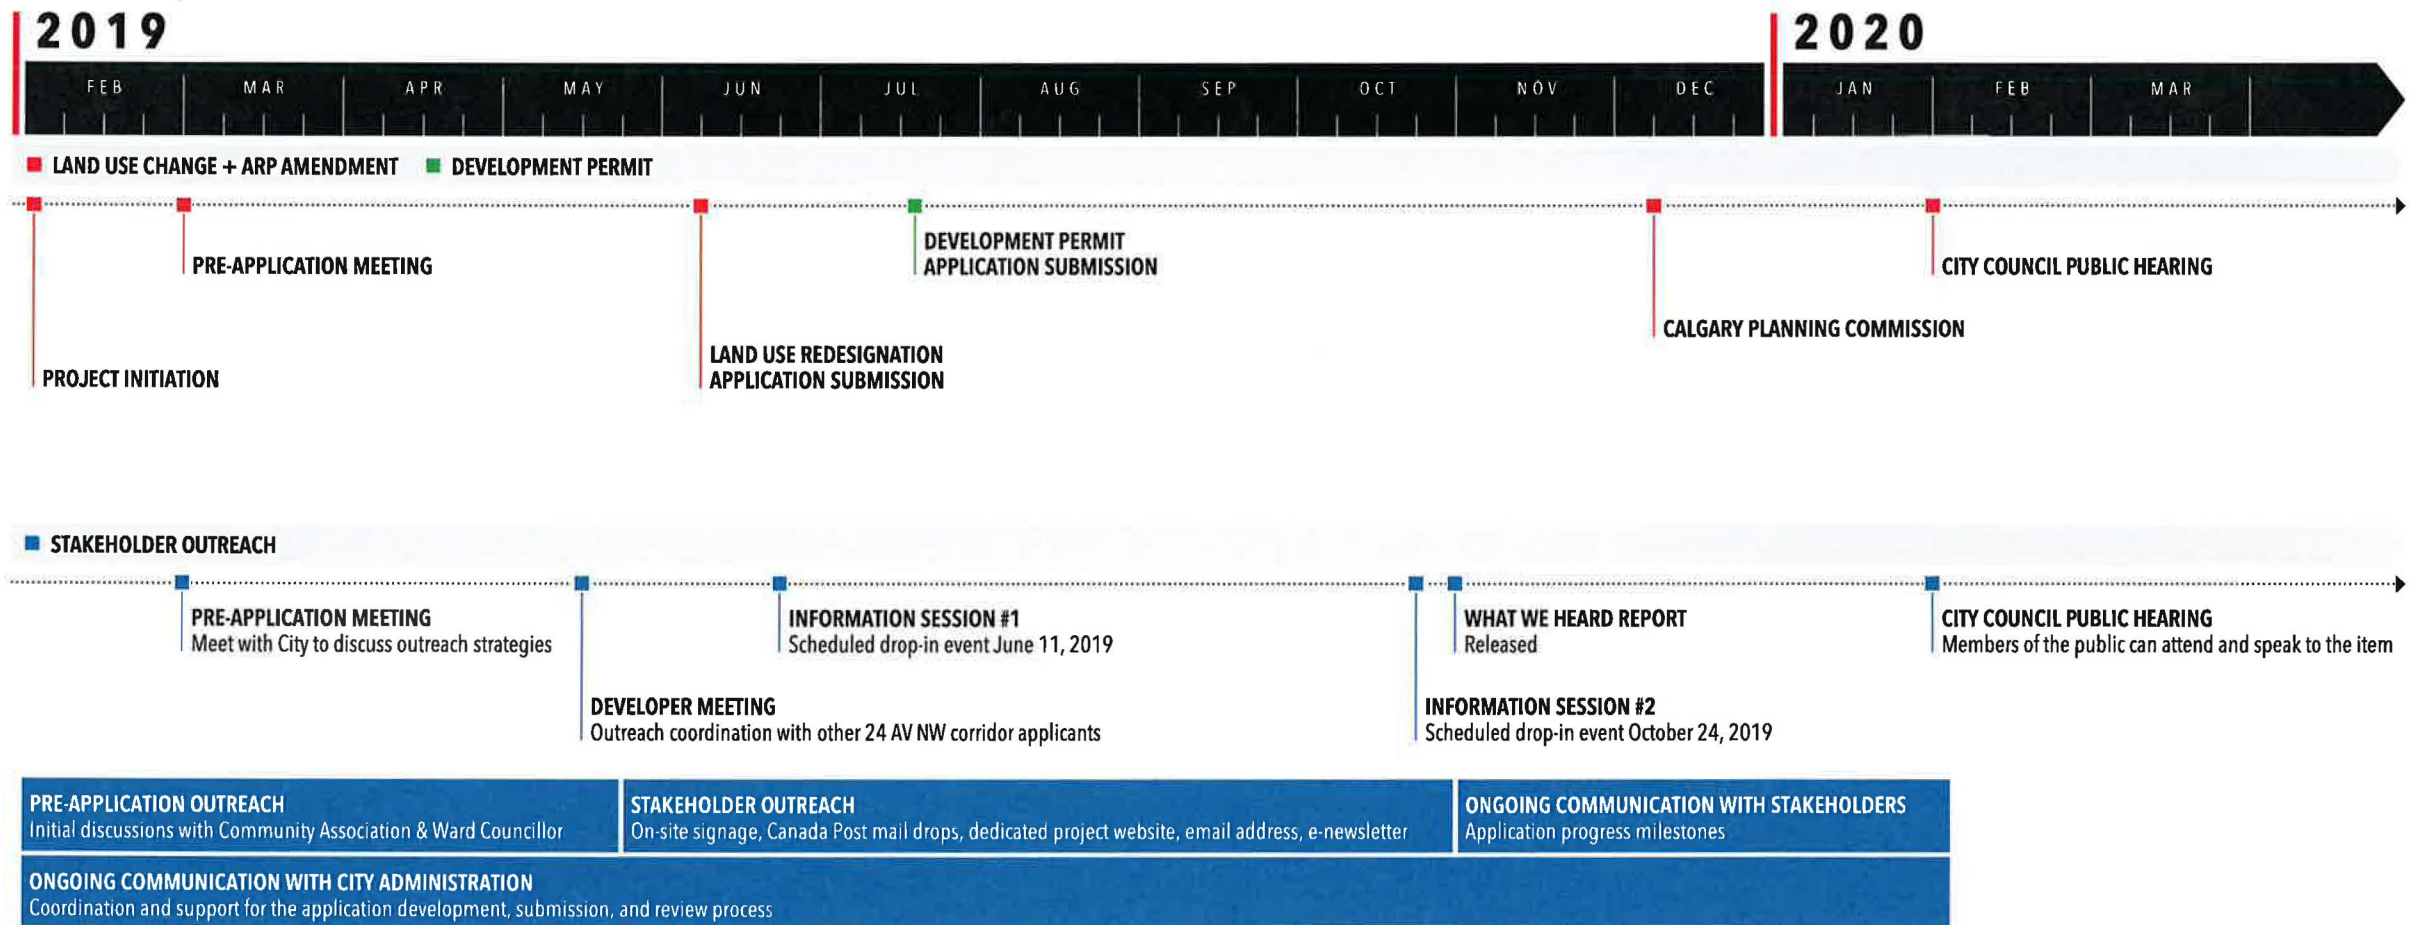 2019
2020
FEB MAR APR MAY JUN JUL AUG SEP OCT NOV DEC JAN FEB MAR
LAND USE CHANGE + ARP AMENDMENT DEVELOPMENT PERMIT
PRE-APPLICATION MEETING
DEVELOPMENT PERMIT
APPLICATION SUBMISSION
CITY COUNCIL PUBLIC HEARING
CALGARY PLANNING COMMISSION
LAND USE REDESIGNATION
APPLICATION SUBMISSION
PROJECT INITIATION
STAKEHOLDER OUTREACH
PRE-APPLICATION MEETING
Meet with City to discuss outreach strategies
INFORMATION SESSION #1
Scheduled drop-in event June 11, 2019
WHAT WE HEARD REPORT
Released
CITY COUNCIL PUBLIC HEARING
Members of the public can attend and speak to the item
DEVELOPER MEETING
Outreach coordination with other 24 AV NW corridor applicants
INFORMATION SESSION #2
Scheduled drop-in event October 24, 2019
PRE-APPLICATION OUTREACH
Initial discussions with Community Association & Ward Councillor
STAKEHOLDER OUTREACH
On-site signage, Canada Post mail drops, dedicated project website, email address, e-newsletter
ONGOING COMMUNICATION WITH STAKEHOLDERS
Application progress milestones
ONGOING COMMUNICATION WITH CITY ADMINISTRATION
Coordination and support for the application development, submission, and review process